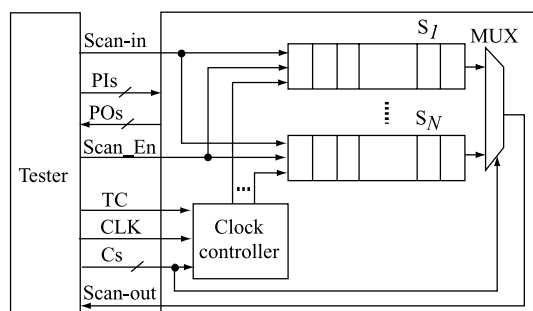 Scan-in
S1
MUX
PIs
POs
SN
Scan_En
Tester
TC
CLK
Clock
controller
Cs
Scan-out